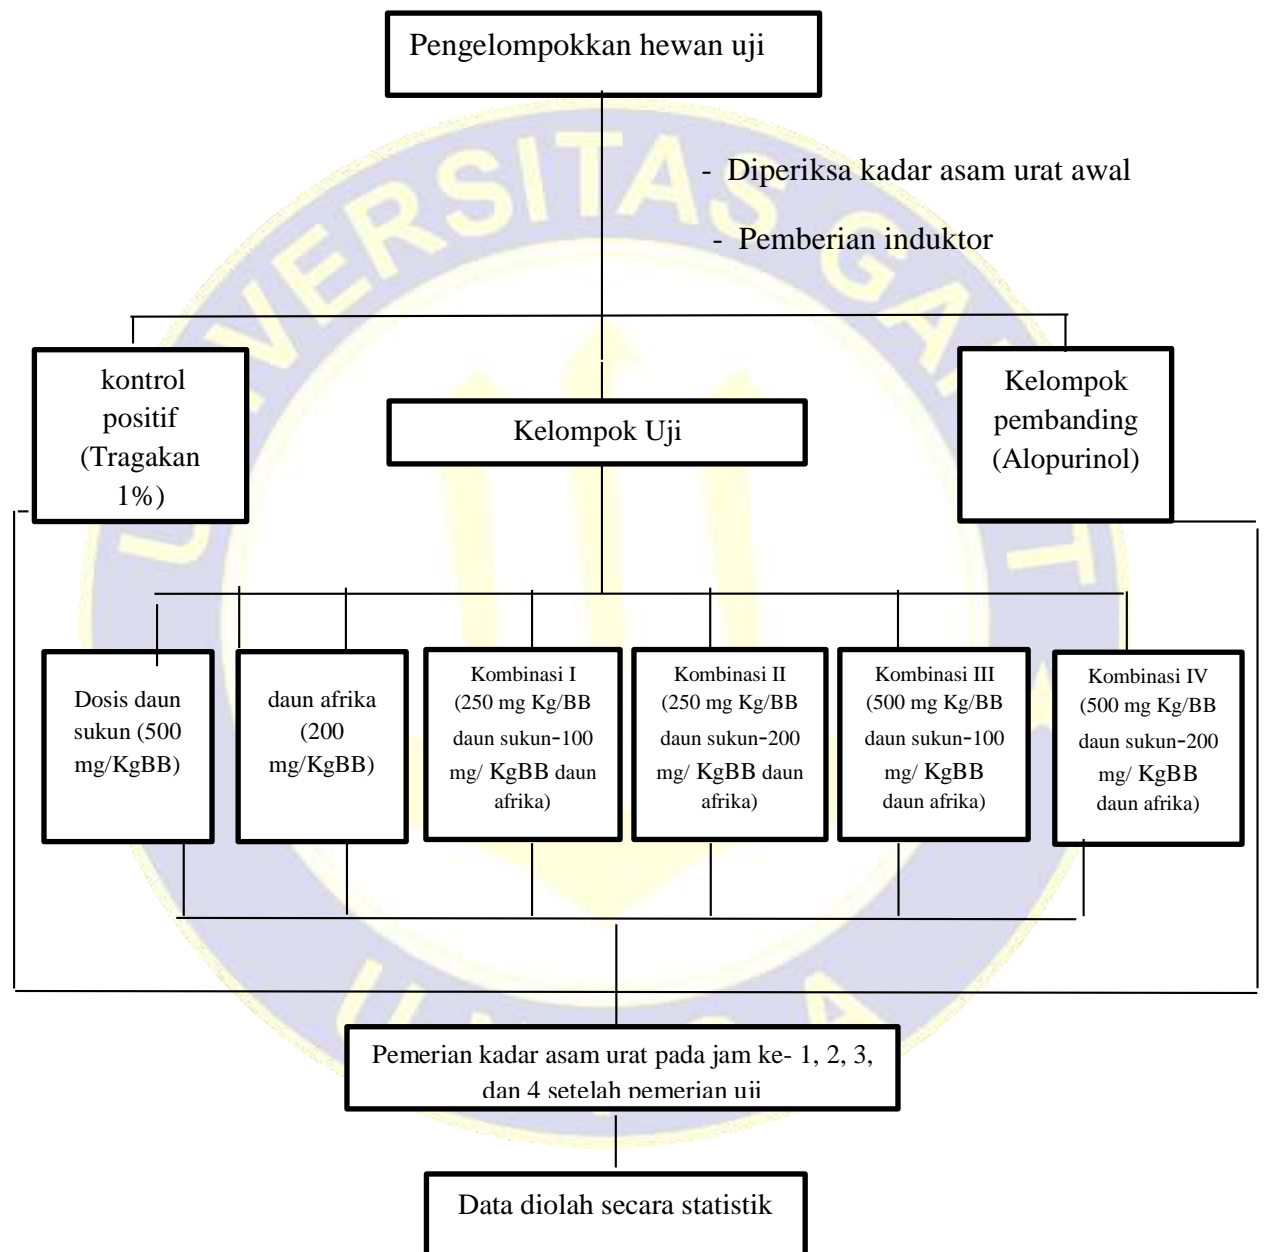 Pengelompokkan hewan uji
- Diperiksa kadar asam urat awal
- Pemberian induktor
kontrol
positif
(Tragakan
1%)
Kelompok Uji
Kelompok
pembanding
(Alopurinol)
Dosis daun
sukun (500
mg/KgBB)
daun afrika
(200
mg/KgBB)
Kombinasi I
(250 mg Kg/BB
daun sukun-100
mg/ KgBB daun
afrika)
Kombinasi II
(250 mg Kg/BB
daun sukun-200
mg/ KgBB daun
afrika)
Kombinasi III
(500 mg Kg/BB
daun sukun-100
mg/ KgBB
daun afrika)
Kombinasi IV
(500 mg Kg/BB
daun sukun-200
mg/ KgBB
daun afrika)
Pemerian kadar asam urat pada jam ke- 1, 2, 3,
dan 4 setelah pemerian uji
Data diolah secara statistik